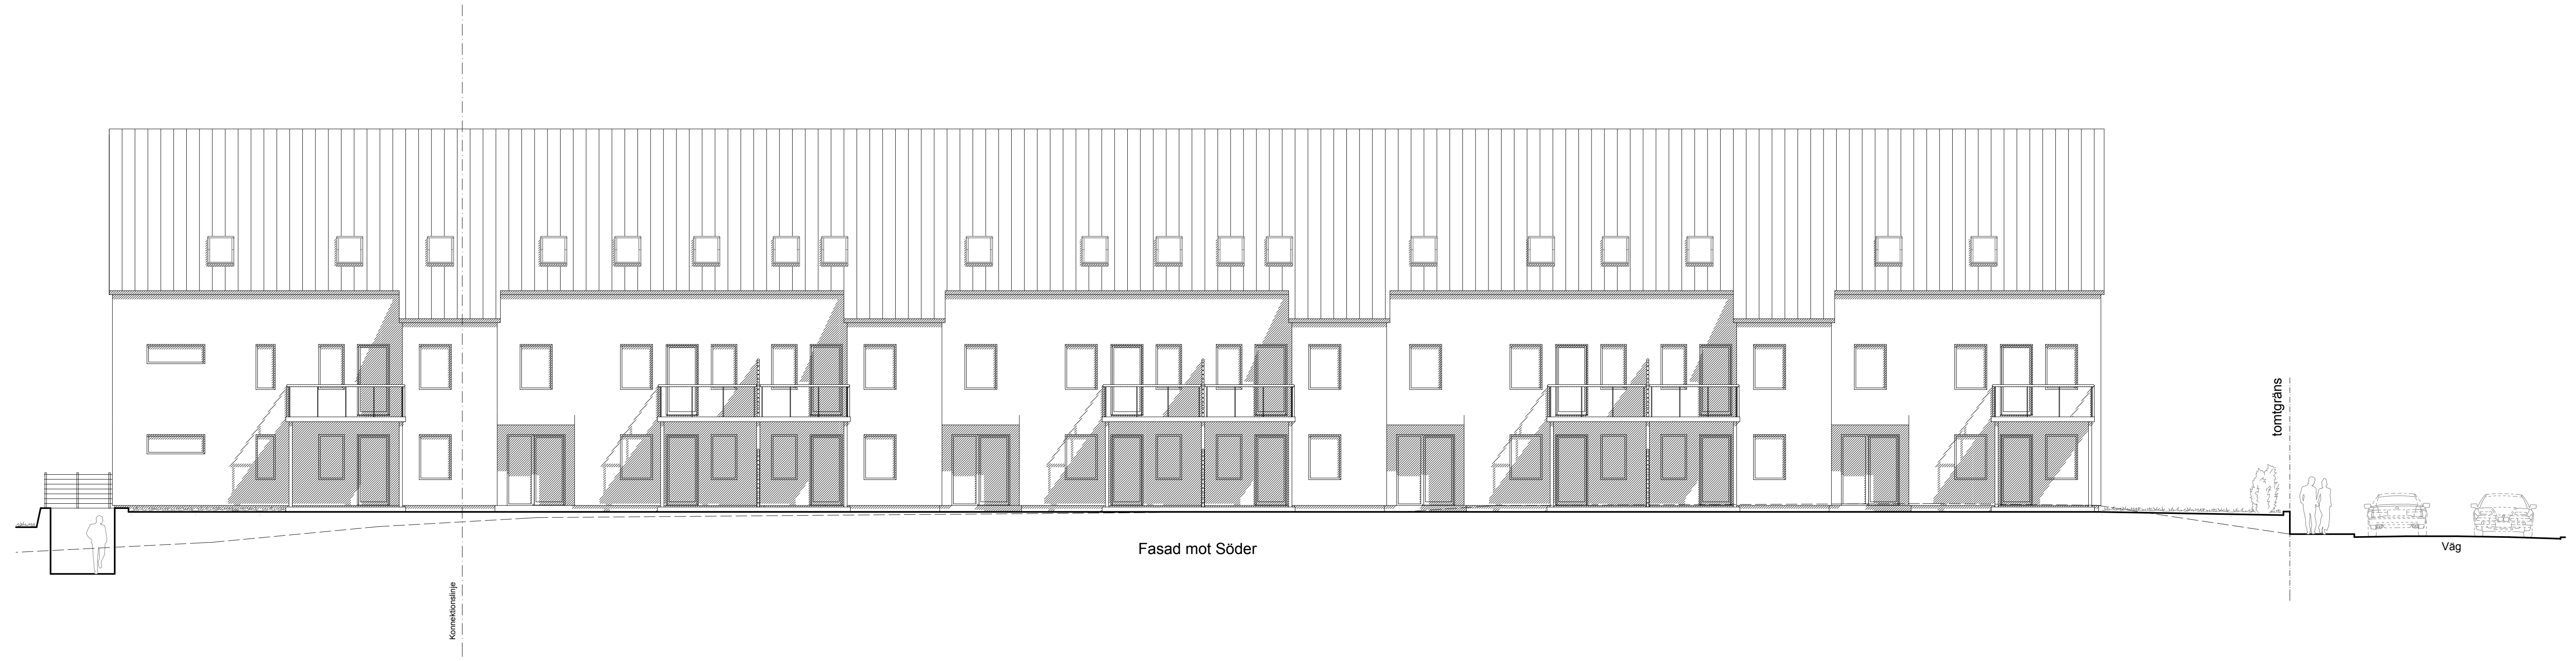 tomtgräns
Fasad mot Söder
Väg
Konnektionslinje